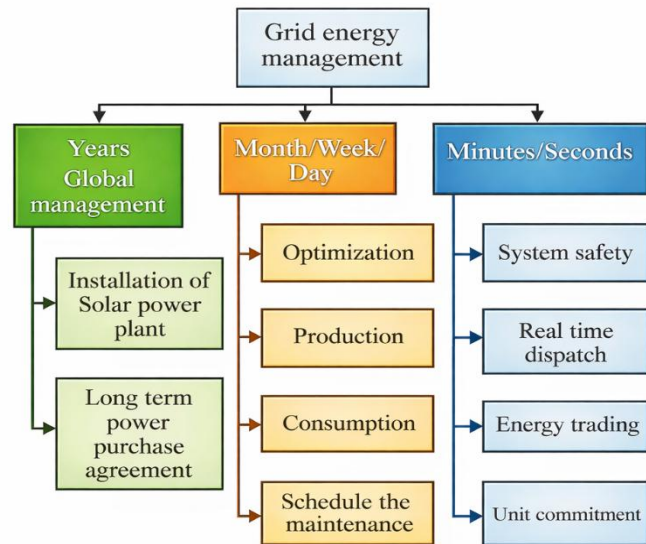 Grid energy
management
Years
Global
management
Installation of
Solar power
plant
Long term
power
purchase
agreement
Month/Week/
Day
Optimization
Production
Consumption
Schedule the
maintenance
Minutes/Seconds
System safety
Real time
dispatch
Energy trading
Unit commitment